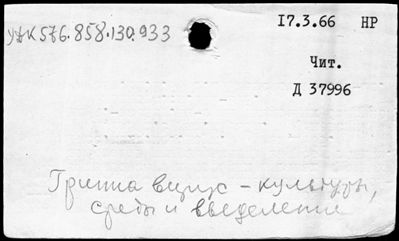 УДК 576.858.130.933
17.3.66 НР
Чит.
Д 37996
Гриппа вирус – культуры,
среды и выделение